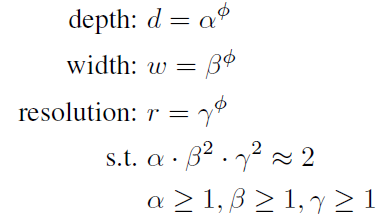 depth: d = α^ϕ
width: w = β^ϕ
resolution: r = γ^ϕ
s.t. α · β² · γ² ≈ 2
α ≥ 1, β ≥ 1, γ ≥ 1